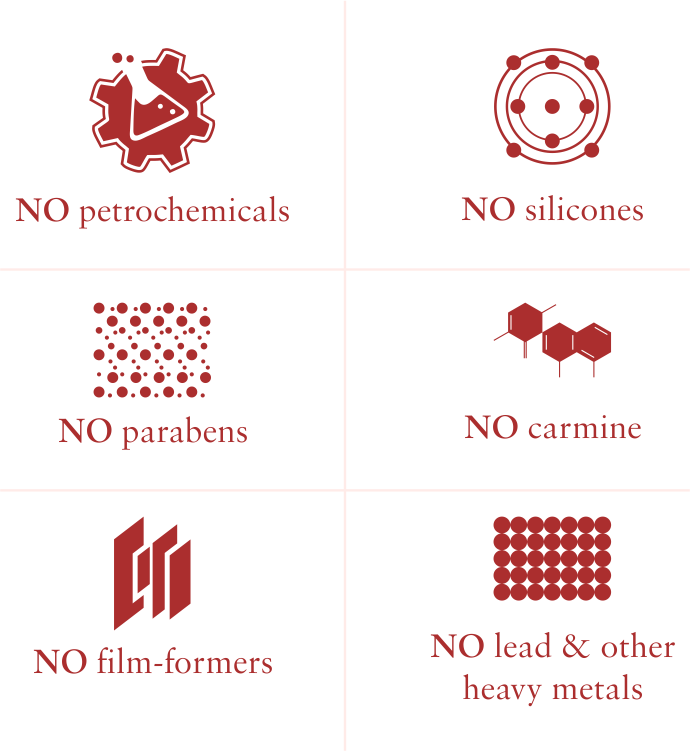 NO petrochemicals
NO silicones
NO parabens
NO carmine
NO film-formers
NO lead & other
heavy metals